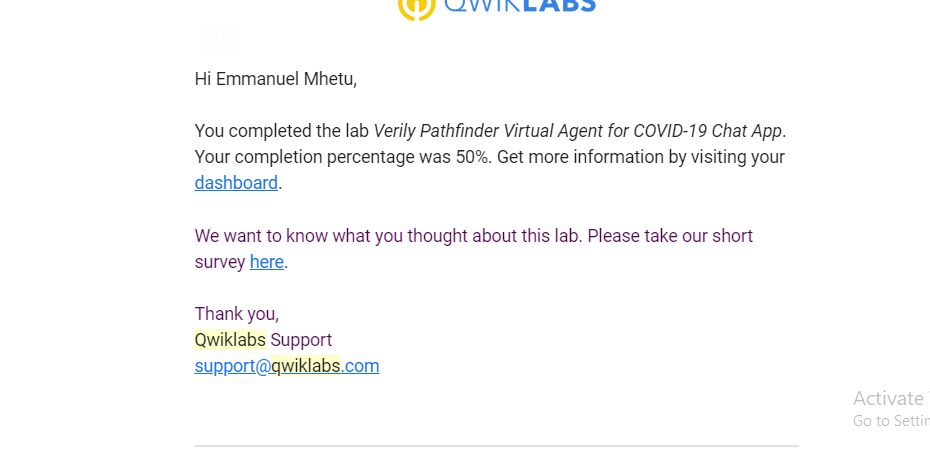 QWIKLABS
Hi Emmanuel Mhetu,
You completed the lab Verily Pathfinder Virtual Agent for COVID-19 Chat App.
Your completion percentage was 50%. Get more information by visiting your
dashboard.
We want to know what you thought about this lab. Please take our short
survey here.
Thank you,
Qwiklabs Support
support@qwiklabs.com
Activate
Go to Settin